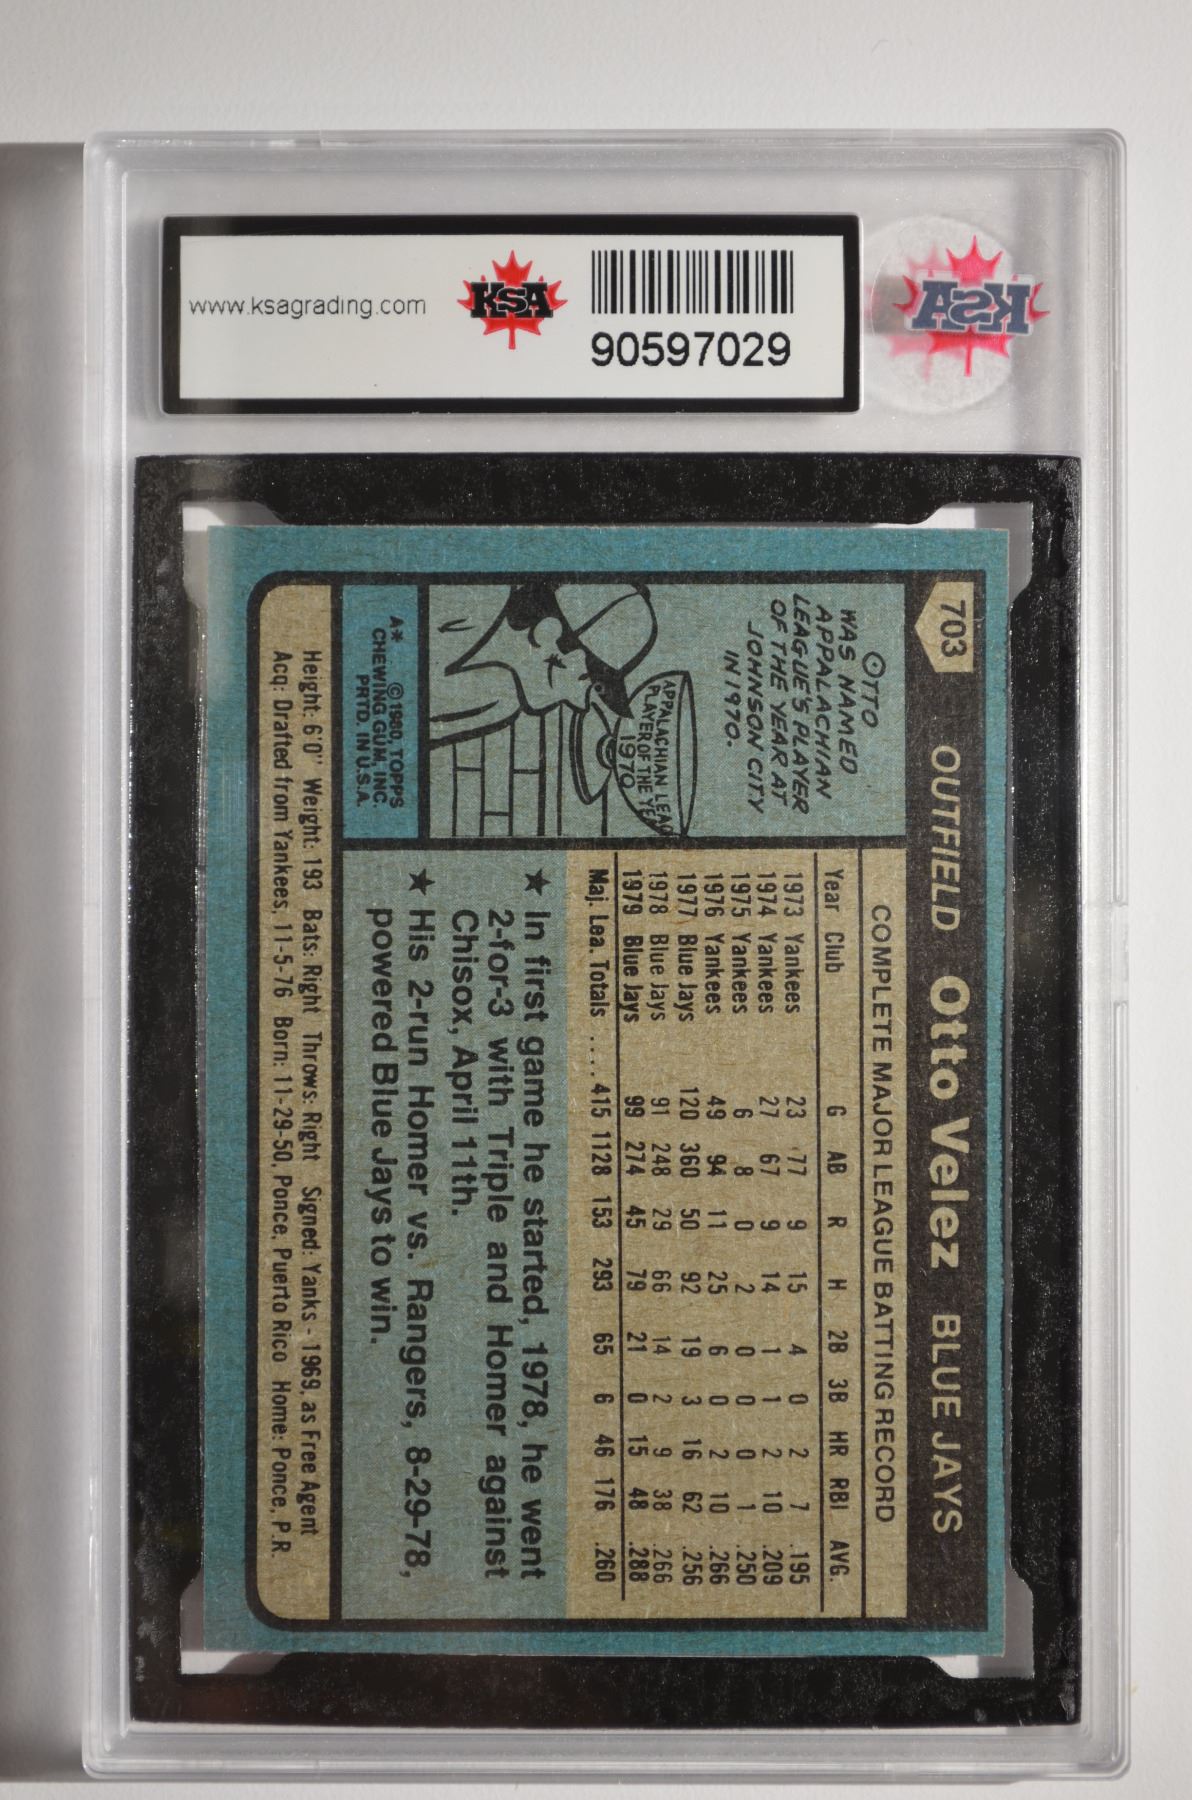 www.ksagrading.com
KSA
90597029
KSA
703
OUTFIELD Otto Velez BLUE JAYS
OTTO
WAS NAMED
APPALACHIAN
LEAGUE'S PLAYER
OF THE YEAR AT
JOHNSON CITY
IN 1970.
APPALACHIAN LEAG
PLAYER OF THE YEA
1970
A* ©1980 TOPPS
CHEWING GUM, INC.
PRTD. IN U.S.A.
COMPLETE MAJOR LEAGUE BATTING RECORD
Year Club G AB R H 2B 3B HR RBI AVG.
1973 Yankees 23 77 9 15 4 0 2 7 .195
1974 Yankees 27 67 9 14 1 1 2 10 .209
1975 Yankees 6 8 0 2 0 0 0 1 .250
1976 Yankees 49 94 11 25 6 0 2 10 .266
1977 Blue Jays 120 360 50 92 19 3 16 62 .256
1978 Blue Jays 91 248 29 66 14 2 9 38 .266
1979 Blue Jays 99 274 45 79 21 0 15 48 .288
Maj. Lea. Totals .... 415 1128 153 293 65 6 46 176 .260
★ In first game he started, 1978, he went
2-for-3 with Triple and Homer against
Chisox, April 11th.
★ His 2-run Homer vs. Rangers, 8-29-78,
powered Blue Jays to win.
Height: 6'0" Weight: 193 Bats: Right Throws: Right Signed: Yanks - 1969, as Free Agent
Acq: Drafted from Yankees, 11-5-76 Born: 11-29-50, Ponce, Puerto Rico Home: Ponce, P.R.